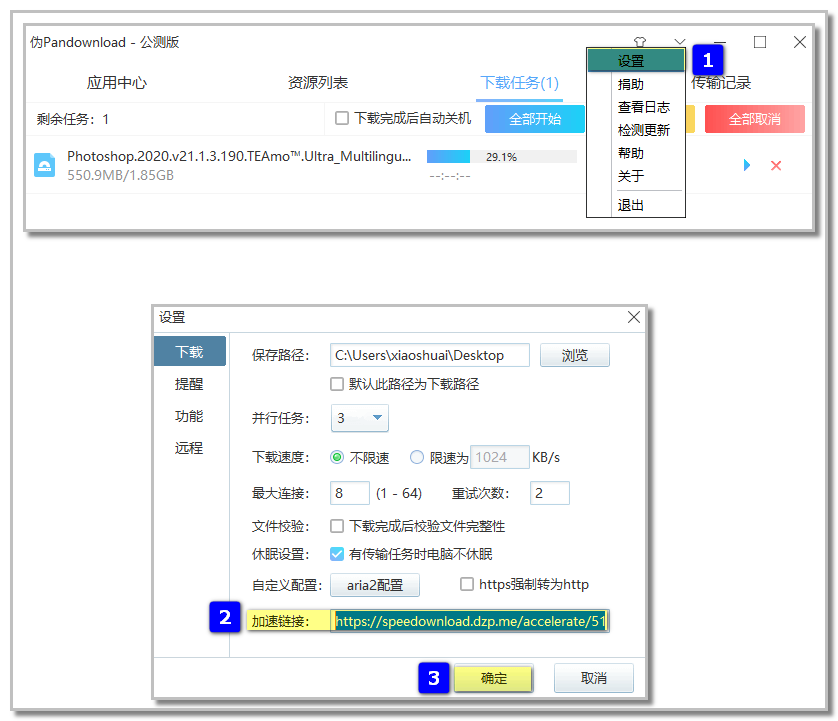 伪Pandownload - 公测版
设置
1
应用中心
资源列表
下载任务(1)
传输记录
捐助
查看日志
检测更新
帮助
关于
退出
剩余任务： 1
下载完成后自动关机
全部开始
全部取消
Photoshop.2020.v21.1.3.190.TEAmo™.Ultra_Multilingu...
29.1%
550.9MB/1.85GB
--:--:--
设置
下载
提醒
功能
远程
保存路径： C:\Users\xiaoshuai\Desktop 浏览
默认此路径为下载路径
并行任务： 3
下载速度： 不限速 限速为 1024 KB/s
最大连接： 8 (1 - 64) 重试次数： 2
文件校验： 下载完成后校验文件完整性
休眠设置： 有传输任务时电脑不休眠
自定义配置： aria2配置 https强制转为http
2 加速链接： https://speedownload.dzp.me/accelerate/51
3 确定 取消